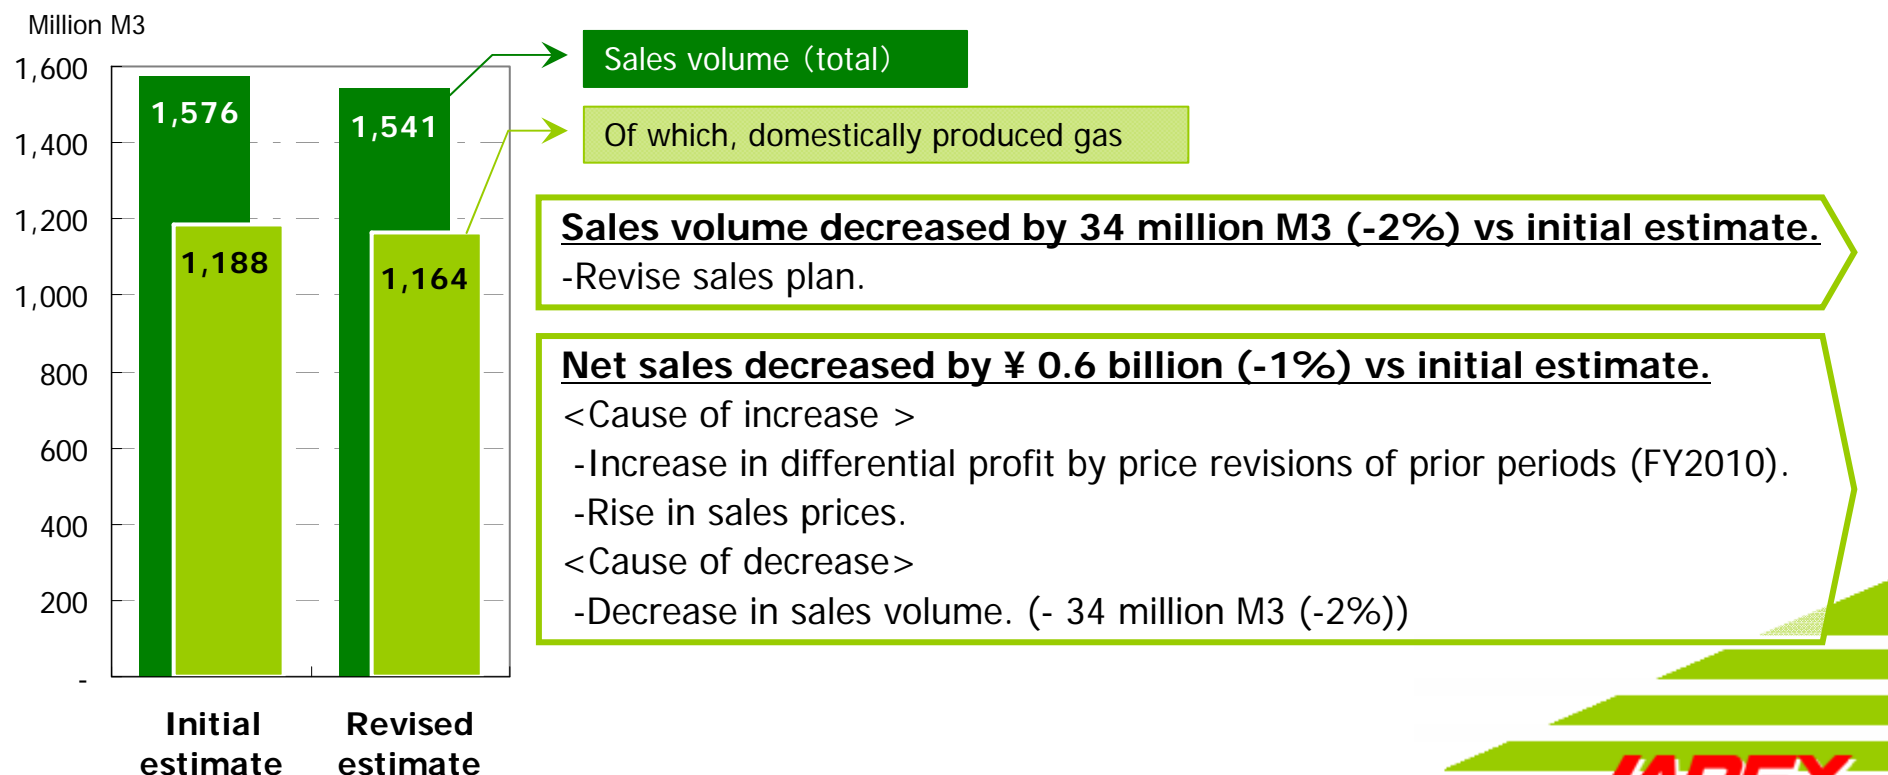 Million M3
1,600
1,400
1,200
1,000
800
600
400
200
-
1,576
1,188
1,541
1,164
Initial
estimate
Revised
estimate
Sales volume（total）
Of which, domestically produced gas
Sales volume decreased by 34 million M3 (-2%) vs initial estimate.
-Revise sales plan.
Net sales decreased by ¥ 0.6 billion (-1%) vs initial estimate.
<Cause of increase >
-Increase in differential profit by price revisions of prior periods (FY2010).
-Rise in sales prices.
<Cause of decrease>
-Decrease in sales volume. (- 34 million M3 (-2%))
JAPEX